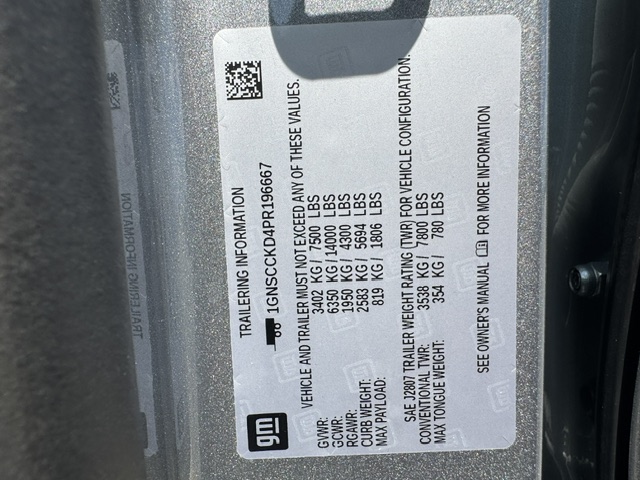 TRAILERING INFORMATION
1GNSCCKD4PR196667
VEHICLE AND TRAILER MUST NOT EXCEED ANY OF THESE VALUES.
GVWR: 3402 KG / 7500 LBS
GCWR: 6350 KG / 14000 LBS
RGAWR: 1950 KG / 4300 LBS
CURB WEIGHT: 2583 KG / 5694 LBS
MAX PAYLOAD: 819 KG / 1806 LBS
SAE J2807 TRAILER WEIGHT RATING (TWR) FOR VEHICLE CONFIGURATION.
CONVENTIONAL TWR: 3538 KG / 7800 LBS
MAX TONGUE WEIGHT: 354 KG / 780 LBS
SEE OWNER'S MANUAL FOR MORE INFORMATION
gm
TRAILERING INFORMATION